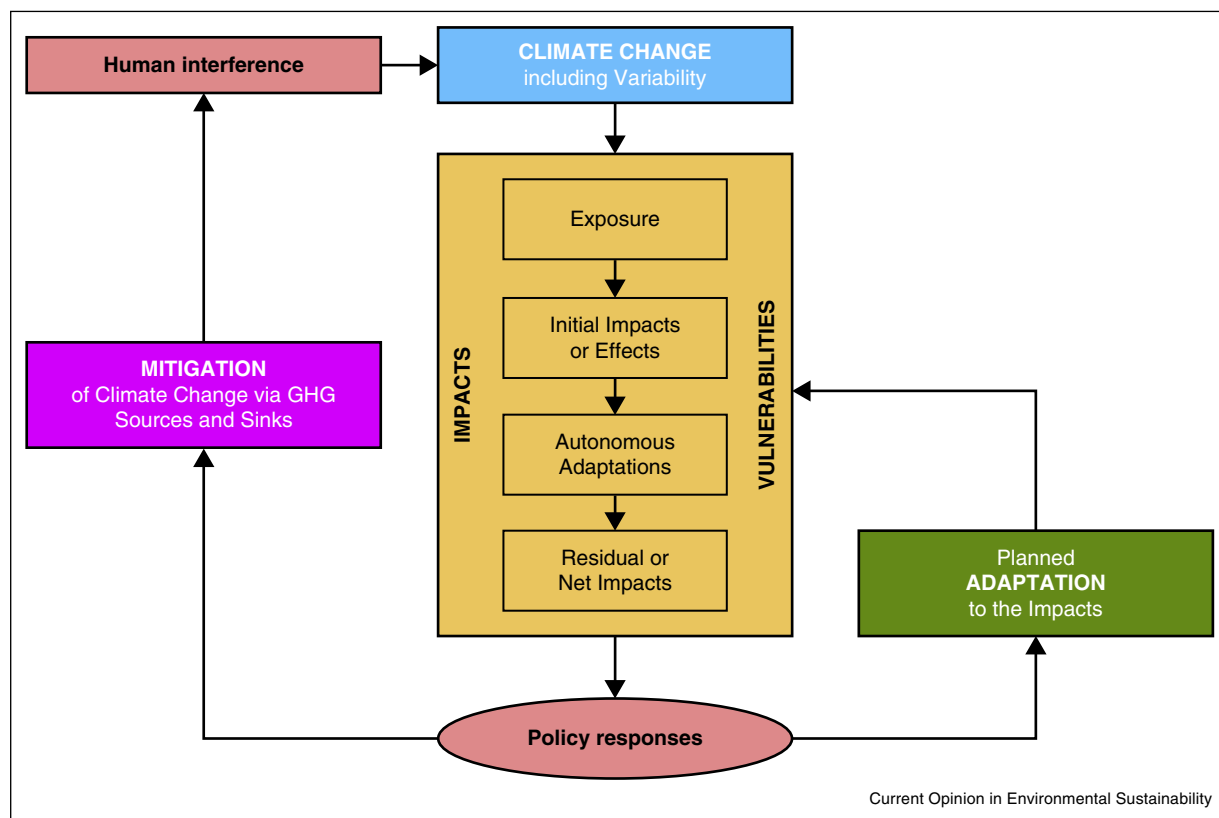 Human interference
CLIMATE CHANGE
including Variability
Exposure
Initial Impacts
or Effects
IMPACTS
VULNERABILITIES
MITIGATION
of Climate Change via GHG
Sources and Sinks
Autonomous
Adaptations
Residual or
Net Impacts
Planned
ADAPTATION
to the Impacts
Policy responses
Current Opinion in Environmental Sustainability